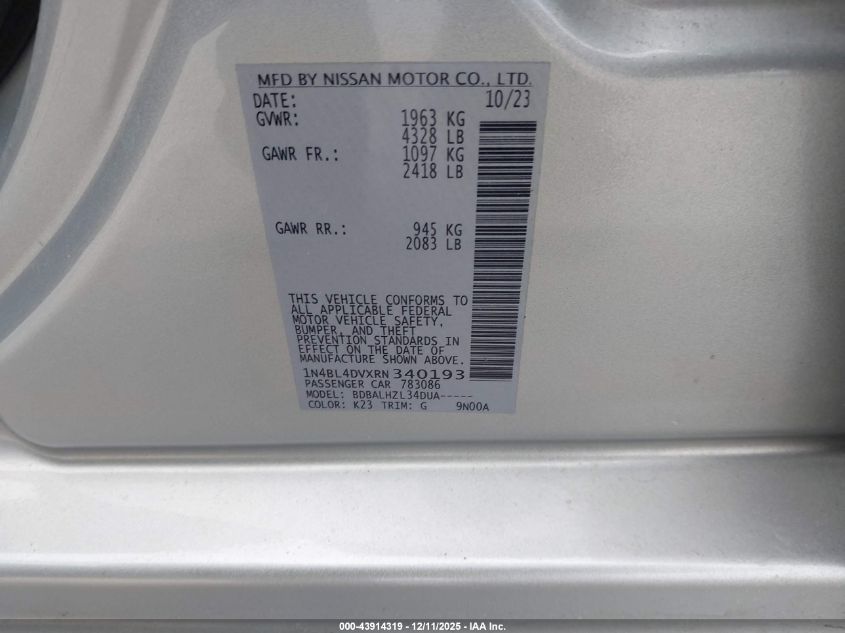 MFD BY NISSAN MOTOR CO., LTD.
DATE: 10/23
GVWR: 1963 KG
4328 LB
GAWR FR.: 1097 KG
2418 LB
GAWR RR.: 945 KG
2083 LB
THIS VEHICLE CONFORMS TO
ALL APPLICABLE FEDERAL
MOTOR VEHICLE SAFETY,
BUMPER, AND THEFT
PREVENTION STANDARDS IN
EFFECT ON THE DATE OF
MANUFACTURE SHOWN ABOVE.
1N4BL4DVXRN340193
PASSENGER CAR 783086
MODEL: BDBALHZL34DUA-----
COLOR: K23 TRIM: G 9N00A
000-43914319 - 12/11/2025 - IAA Inc.